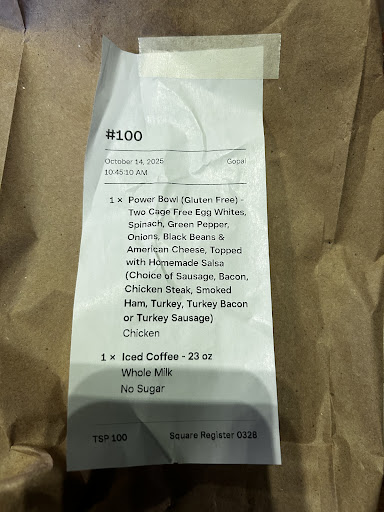 #100
October 14, 2025 Gopal
10:45:10 AM
1 × Power Bowl (Gluten Free) -
Two Cage Free Egg Whites,
Spinach, Green Pepper,
Onions, Black Beans &
American Cheese, Topped
with Homemade Salsa
(Choice of Sausage, Bacon,
Chicken Steak, Smoked
Ham, Turkey, Turkey Bacon
or Turkey Sausage)
Chicken
1 × Iced Coffee - 23 oz
Whole Milk
No Sugar
TSP 100 Square Register 0328